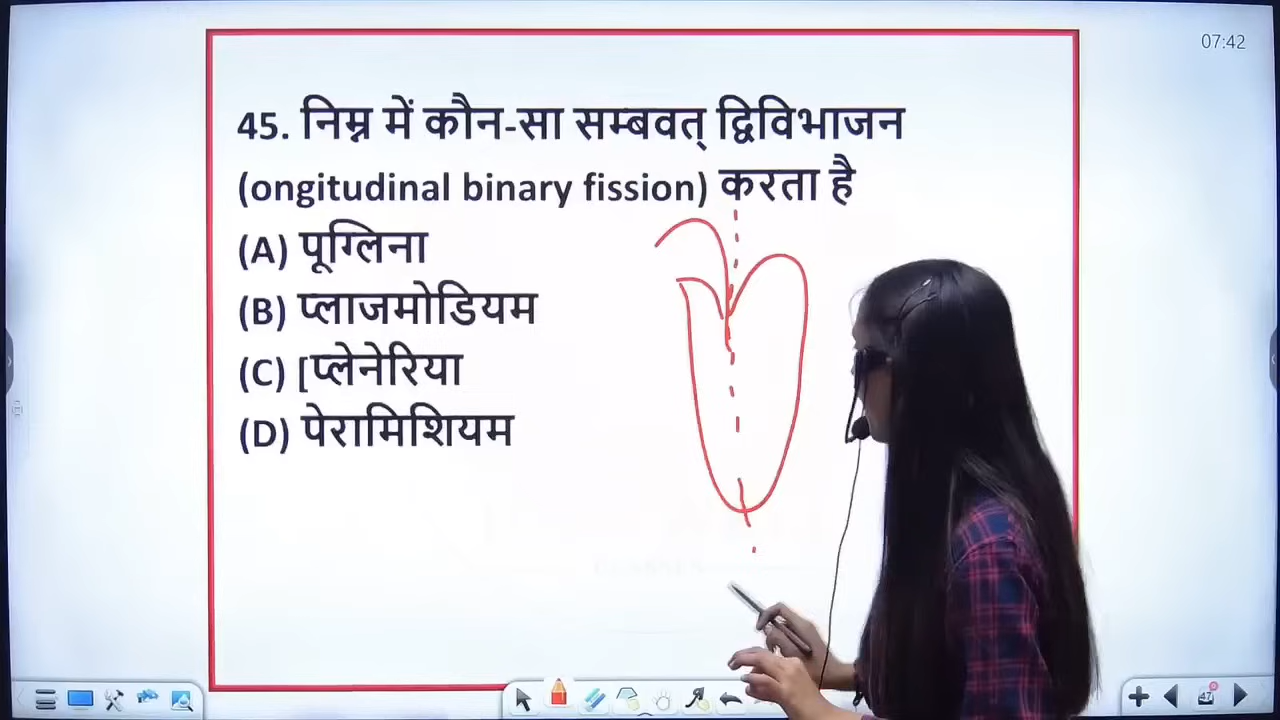 07:42
45. निम्न में कौन-सा सम्बवत् द्विविभाजन
(ongitudinal binary fission) करता है
(A) पूग्लिना
(B) प्लाजमोडियम
(C) [प्लेनेरिया
(D) पेरामिशियम